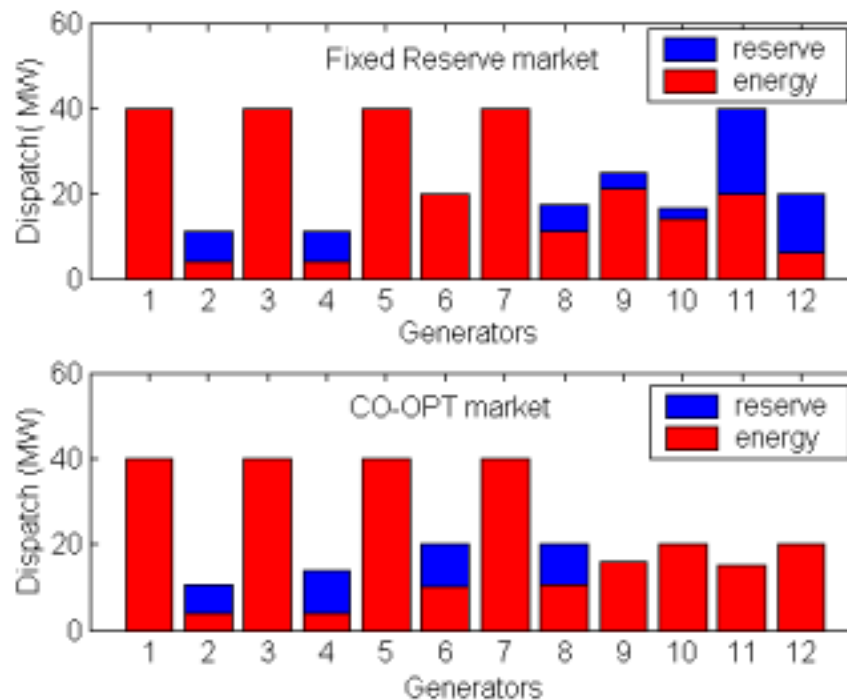 60
Fixed Reserve market
reserve
energy
40
20
0
Dispatch( MW)
1 2 3 4 5 6 7 8 9 10 11 12
Generators
60
CO-OPT market
reserve
energy
40
20
0
Dispatch (MW)
1 2 3 4 5 6 7 8 9 10 11 12
Generators